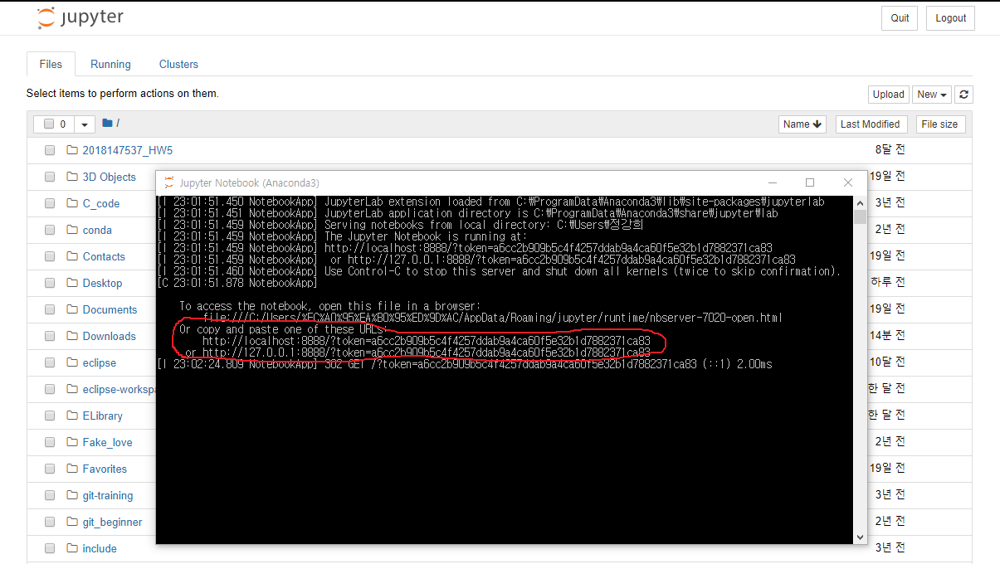 jupyter
Quit Logout
Files Running Clusters
Select items to perform actions on them.
Upload New
0 / Name Last Modified File size
2018147537_HW5 8달 전
3D Objects 19일 전
C_code 3년 전
conda 2년 전
Contacts 19일 전
Desktop 하루 전
Documents 19일 전
Downloads 14분 전
eclipse 10달 전
eclipse-workspa 한 달 전
ELibrary 한 달 전
Fake_love 2년 전
Favorites 19일 전
git-training 3년 전
git_beginner 2년 전
include 3년 전
Jupyter Notebook (Anaconda3)
[I 23:01:51.450 NotebookApp] JupyterLab extension loaded from C:₩ProgramData₩Anaconda3₩lib₩site-packages₩jupyterlab
[I 23:01:51.451 NotebookApp] JupyterLab application directory is C:₩ProgramData₩Anaconda3₩share₩jupyter₩lab
[I 23:01:51.459 NotebookApp] Serving notebooks from local directory: C:₩Users₩정강희
[I 23:01:51.459 NotebookApp] The Jupyter Notebook is running at:
[I 23:01:51.459 NotebookApp] http://localhost:8888/?token=a6cc2b909b5c4f4257ddab9a4ca60f5e32b1d7882371ca83
[I 23:01:51.459 NotebookApp] or http://127.0.0.1:8888/?token=a6cc2b909b5c4f4257ddab9a4ca60f5e32b1d7882371ca83
[I 23:01:51.460 NotebookApp] Use Control-C to stop this server and shut down all kernels (twice to skip confirmation).
[C 23:01:51.878 NotebookApp]
To access the notebook, open this file in a browser:
file:///C:/Users/%EC%A0%95%EA%B0%95%ED%9D%AC/AppData/Roaming/jupyter/runtime/nbserver-7020-open.html
Or copy and paste one of these URLs:
http://localhost:8888/?token=a6cc2b909b5c4f4257ddab9a4ca60f5e32b1d7882371ca83
or http://127.0.0.1:8888/?token=a6cc2b909b5c4f4257ddab9a4ca60f5e32b1d7882371ca83
[I 23:02:24.809 NotebookApp] 302 GET /?token=a6cc2b909b5c4f4257ddab9a4ca60f5e32b1d7882371ca83 (::1) 2.00ms